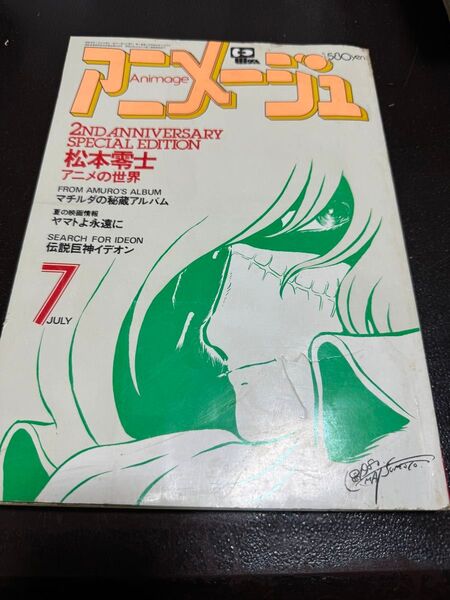 580yen
アニメージュ
Animage
2ND ANNIVERSARY
SPECIAL EDITION
松本零士
アニメの世界
FROM AMURO'S ALBUM
マチルダの秘蔵アルバム
夏の映画情報
ヤマトよ永遠に
SEARCH FOR IDEON
伝説巨神イデオン
7
JULY